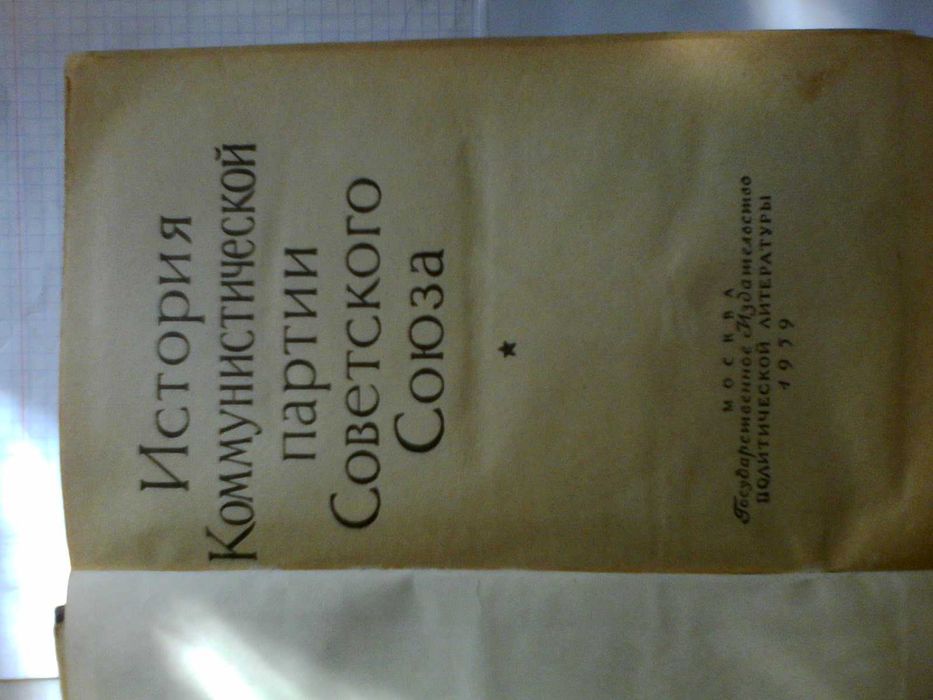 История
Коммунистической
партии
Советского
Союза
МОСКВА
Государственное Издательство
ПОЛИТИЧЕСКОЙ ЛИТЕРАТУРЫ
1959